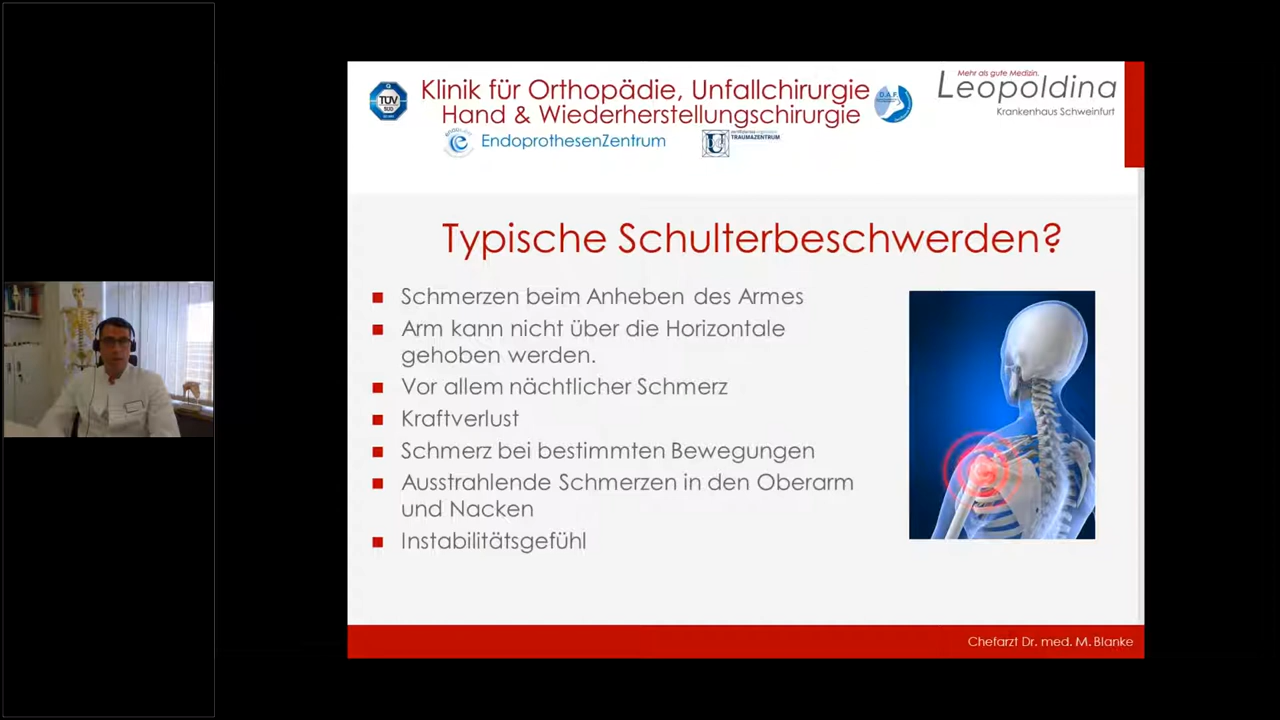 Klinik für Orthopädie, Unfallchirurgie
Hand & Wiederherstellungschirurgie
EndoprothesenZentrum
TRAUMAZENTRUM
TÜV
SÜD
D.A.F.
Mehr als gute Medizin.
Leopoldina
Krankenhaus Schweinfurt
Typische Schulterbeschwerden?
Schmerzen beim Anheben des Armes
Arm kann nicht über die Horizontale
gehoben werden.
Vor allem nächtlicher Schmerz
Kraftverlust
Schmerz bei bestimmten Bewegungen
Ausstrahlende Schmerzen in den Oberarm
und Nacken
Instabilitätsgefühl
Chefarzt Dr. med. M. Blanke